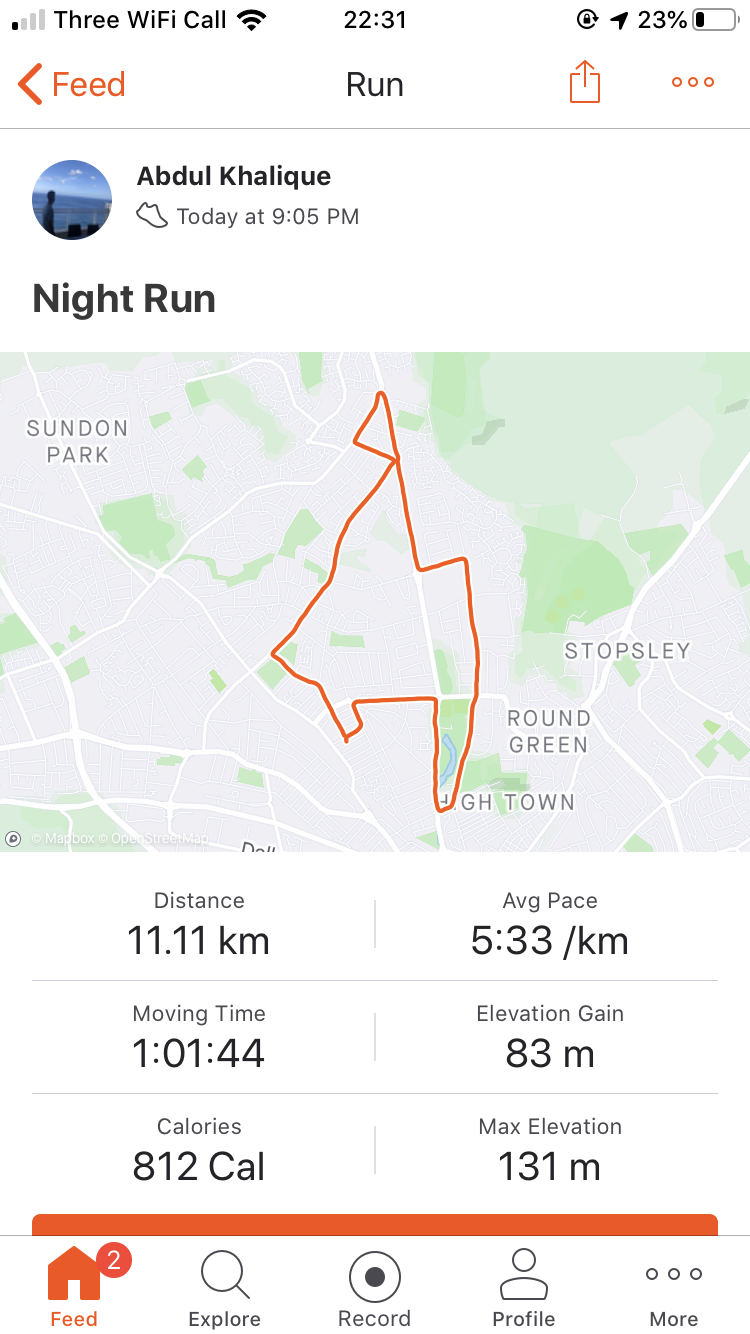 Three WiFi Call 22:31 23%
Feed Run
Abdul Khalique
Today at 9:05 PM
Night Run
SUNDON
PARK
STOPSLEY
ROUND
GREEN
HIGH TOWN
© Mapbox © OpenStreetMap
Distance Avg Pace
11.11 km 5:33 /km
Moving Time Elevation Gain
1:01:44 83 m
Calories Max Elevation
812 Cal 131 m
2
Feed Explore Record Profile More